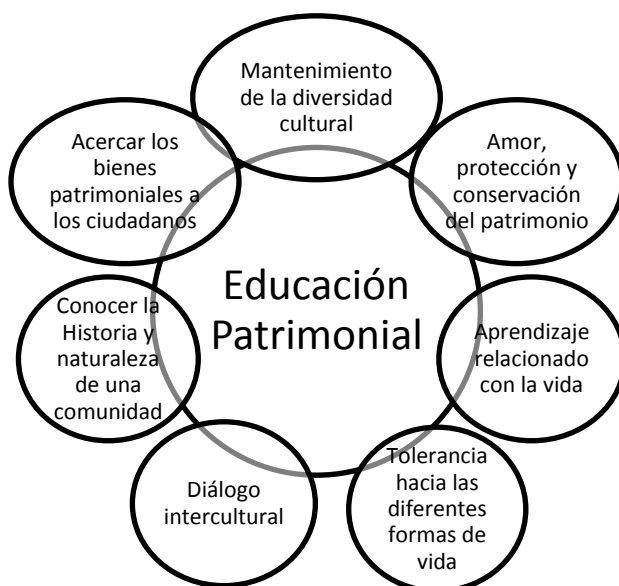 Mantenimiento
de la diversidad
cultural
Amor,
protección y
conservación
del patrimonio
Aprendizaje
relacionado
con la vida
Tolerancia
hacia las
diferentes
formas de
vida
Diálogo
intercultural
Conocer la
Historia y
naturaleza
de una
comunidad
Acercar los
bienes
patrimoniales a
los ciudadanos
Educación
Patrimonial